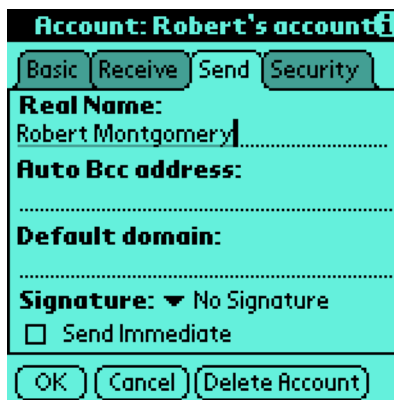 Account: Robert's account i
Basic Receive Send Security
Real Name:
Robert Montgomery
Auto Bcc address:
Default domain:
Signature: No Signature
Send Immediate
OK Cancel Delete Account